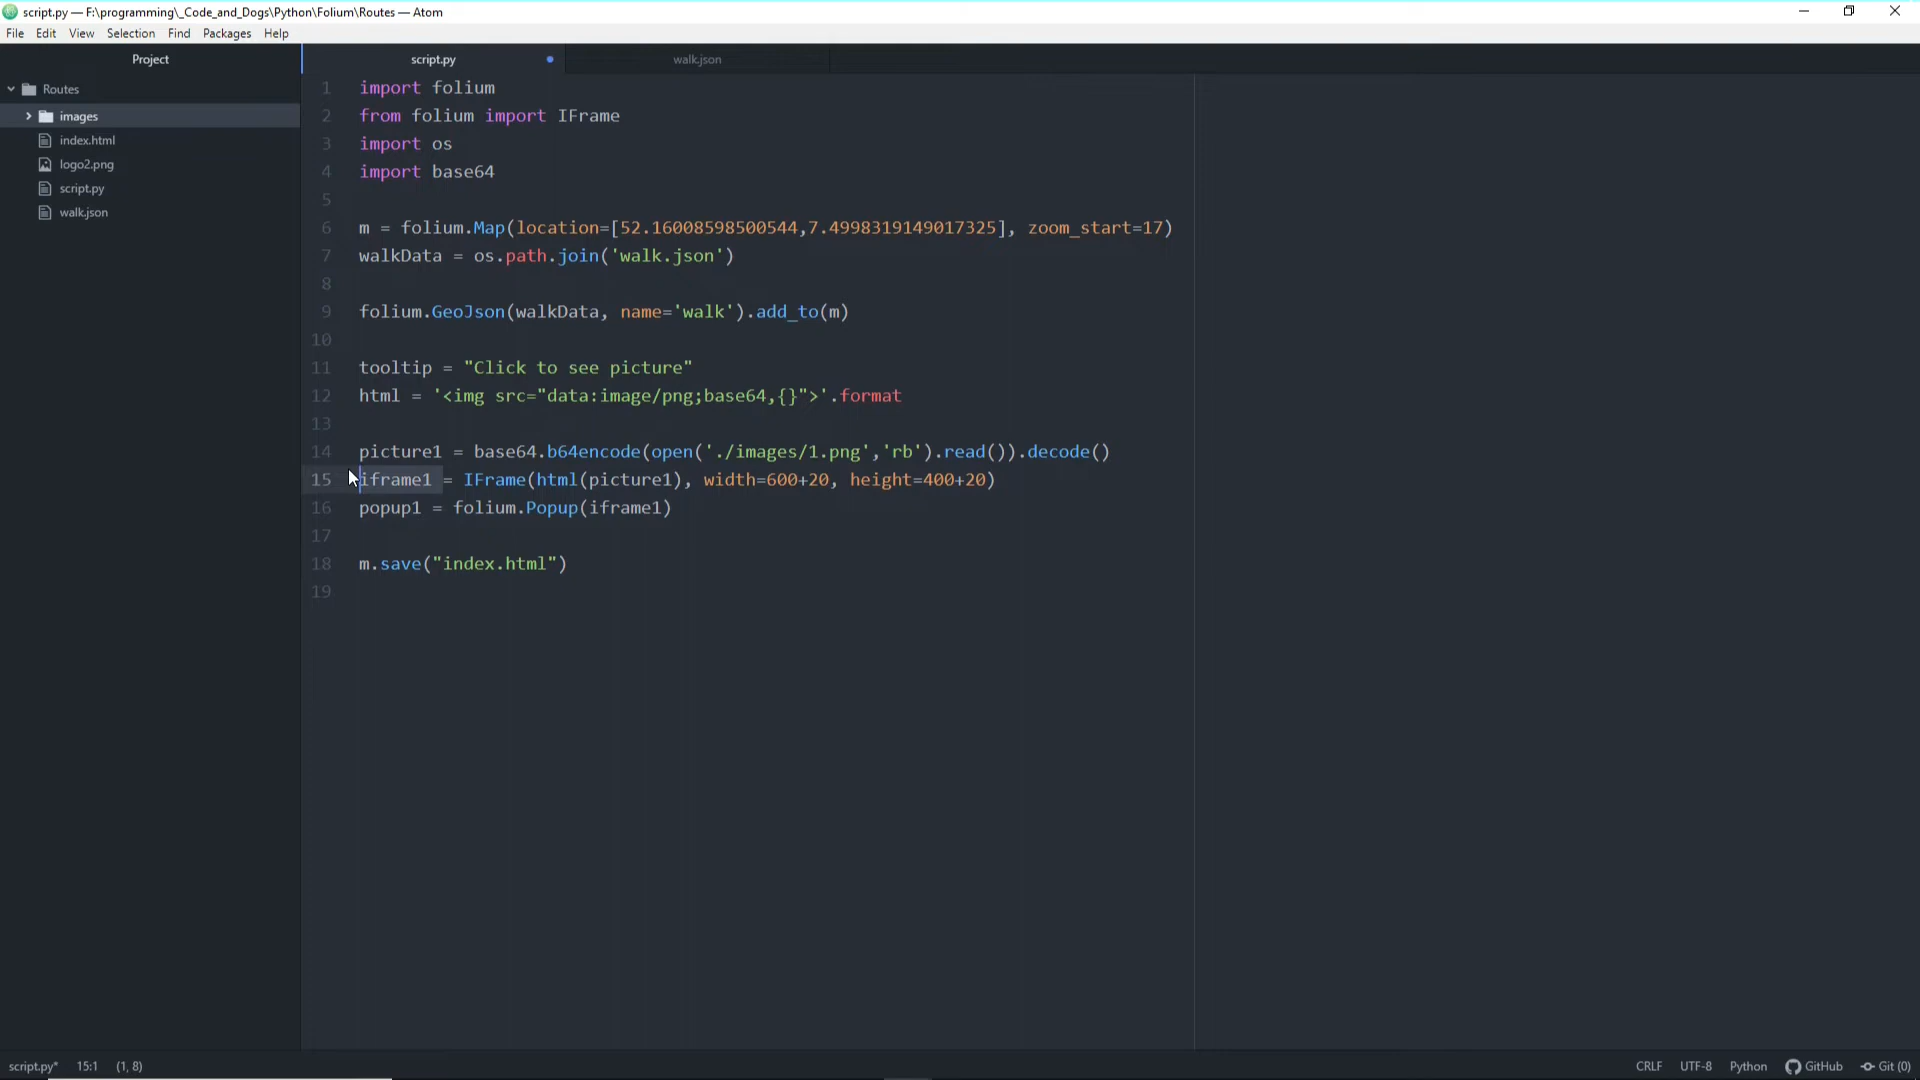 script.py — F:\programming\_Code_and_Dogs\Python\Folium\Routes — Atom
File Edit View Selection Find Packages Help
Project
script.py
walk.json
Routes
images
index.html
logo2.png
script.py
walk.json
1 import folium
2 from folium import IFrame
3 import os
4 import base64
5
6 m = folium.Map(location=[52.16008598500544,7.4998319149017325], zoom_start=17)
7 walkData = os.path.join('walk.json')
8
9 folium.GeoJson(walkData, name='walk').add_to(m)
10
11 tooltip = "Click to see picture"
12 html = '<img src="data:image/png;base64,{}">'.format
13
14 picture1 = base64.b64encode(open('./images/1.png','rb').read()).decode()
15 iframe1 = IFrame(html(picture1), width=600+20, height=400+20)
16 popup1 = folium.Popup(iframe1)
17
18 m.save("index.html")
19
script.py* 15:1 (1, 8) CRLF UTF-8 Python GitHub Git (0)